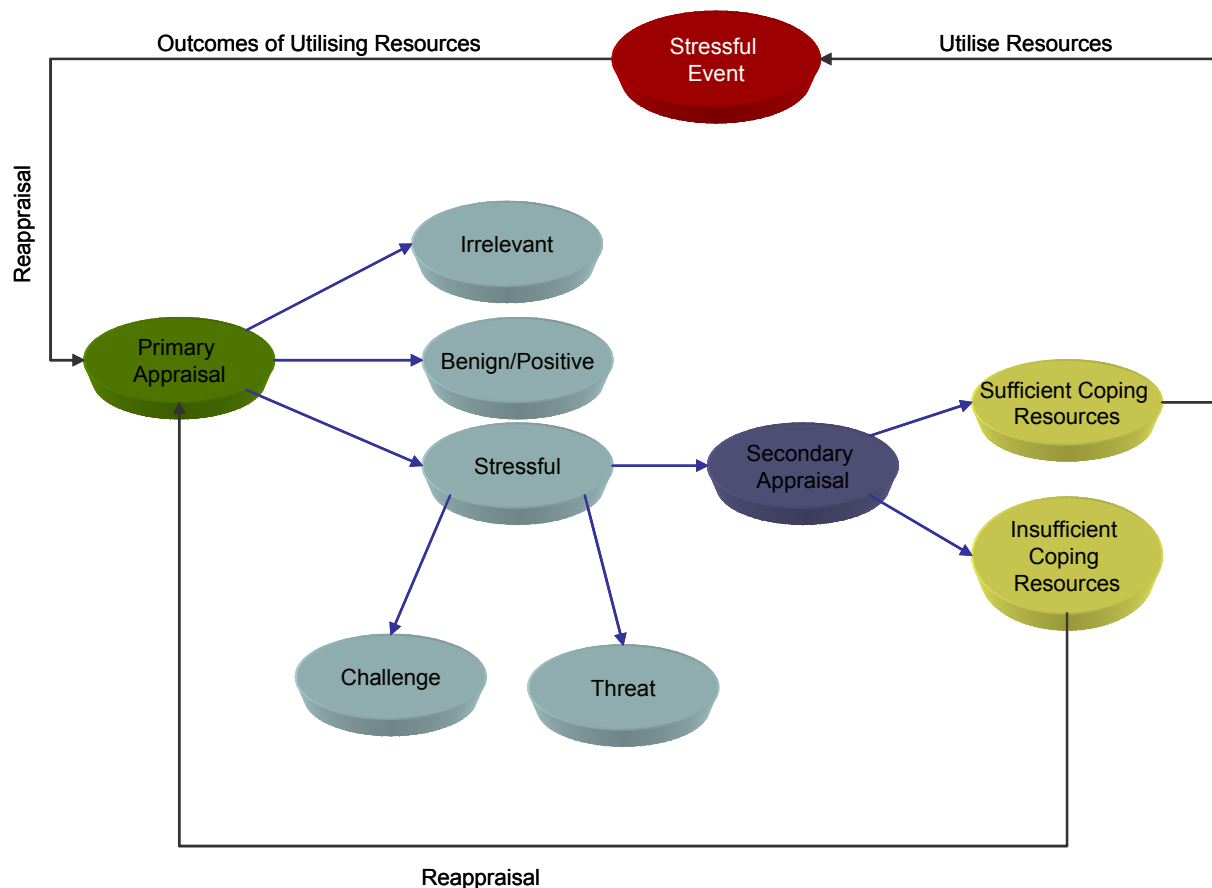 Outcomes of Utilising Resources
Stressful
Event
Utilise Resources
Reappraisal
Irrelevant
Primary
Appraisal
Benign/Positive
Sufficient Coping
Resources
Stressful
Secondary
Appraisal
Insufficient
Coping
Resources
Challenge
Threat
Reappraisal